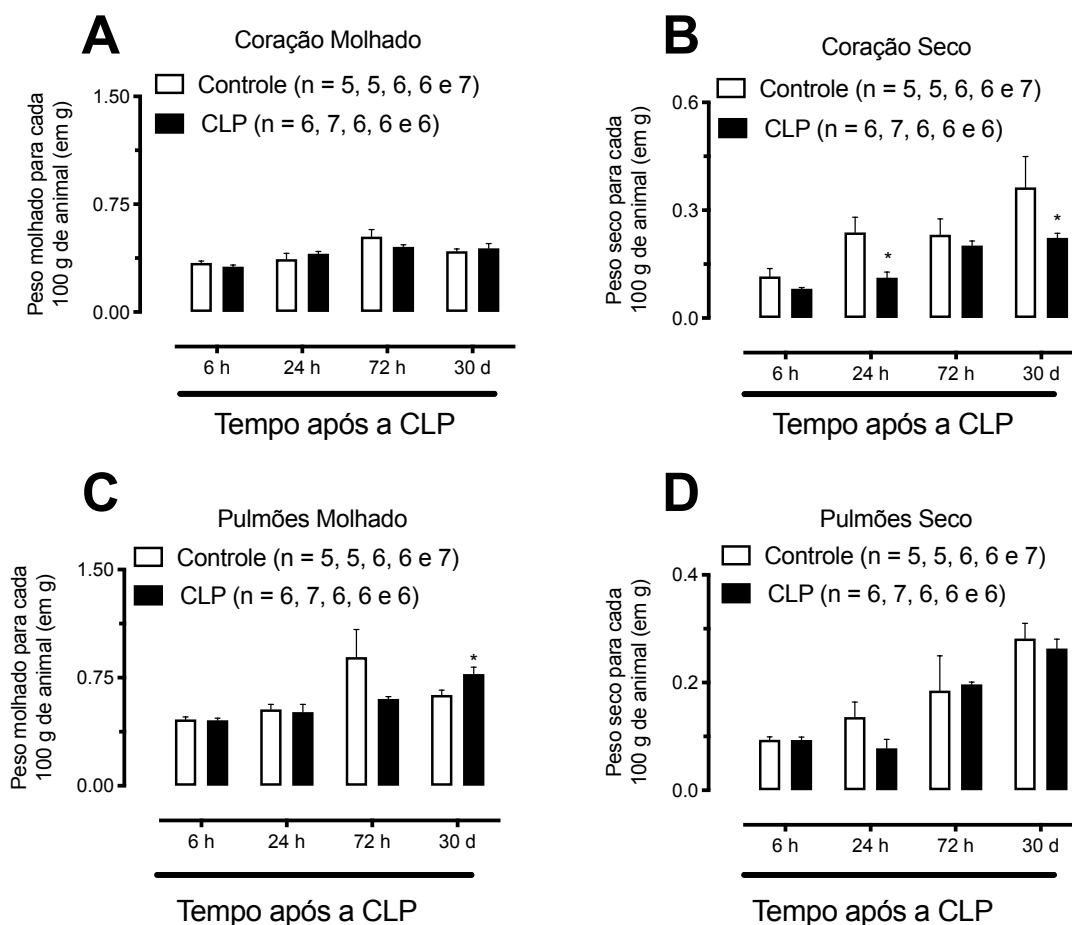 A
Coração Molhado
Controle (n = 5, 5, 6, 6 e 7)
CLP (n = 6, 7, 6, 6 e 6)
Peso molhado para cada
100 g de animal (em g)
1.50
0.75
0.00
6 h 24 h 72 h 30 d
Tempo após a CLP
B
Coração Seco
Controle (n = 5, 5, 6, 6 e 7)
CLP (n = 6, 7, 6, 6 e 6)
Peso seco para cada
100 g de animal (em g)
0.6
0.3
0.0
* *
6 h 24 h 72 h 30 d
Tempo após a CLP
C
Pulmões Molhado
Controle (n = 5, 5, 6, 6 e 7)
CLP (n = 6, 7, 6, 6 e 6)
Peso molhado para cada
100 g de animal (em g)
1.50
0.75
0.00
*
6 h 24 h 72 h 30 d
Tempo após a CLP
D
Pulmões Seco
Controle (n = 5, 5, 6, 6 e 7)
CLP (n = 6, 7, 6, 6 e 6)
Peso seco para cada
100 g de animal (em g)
0.4
0.2
0.0
6 h 24 h 72 h 30 d
Tempo após a CLP